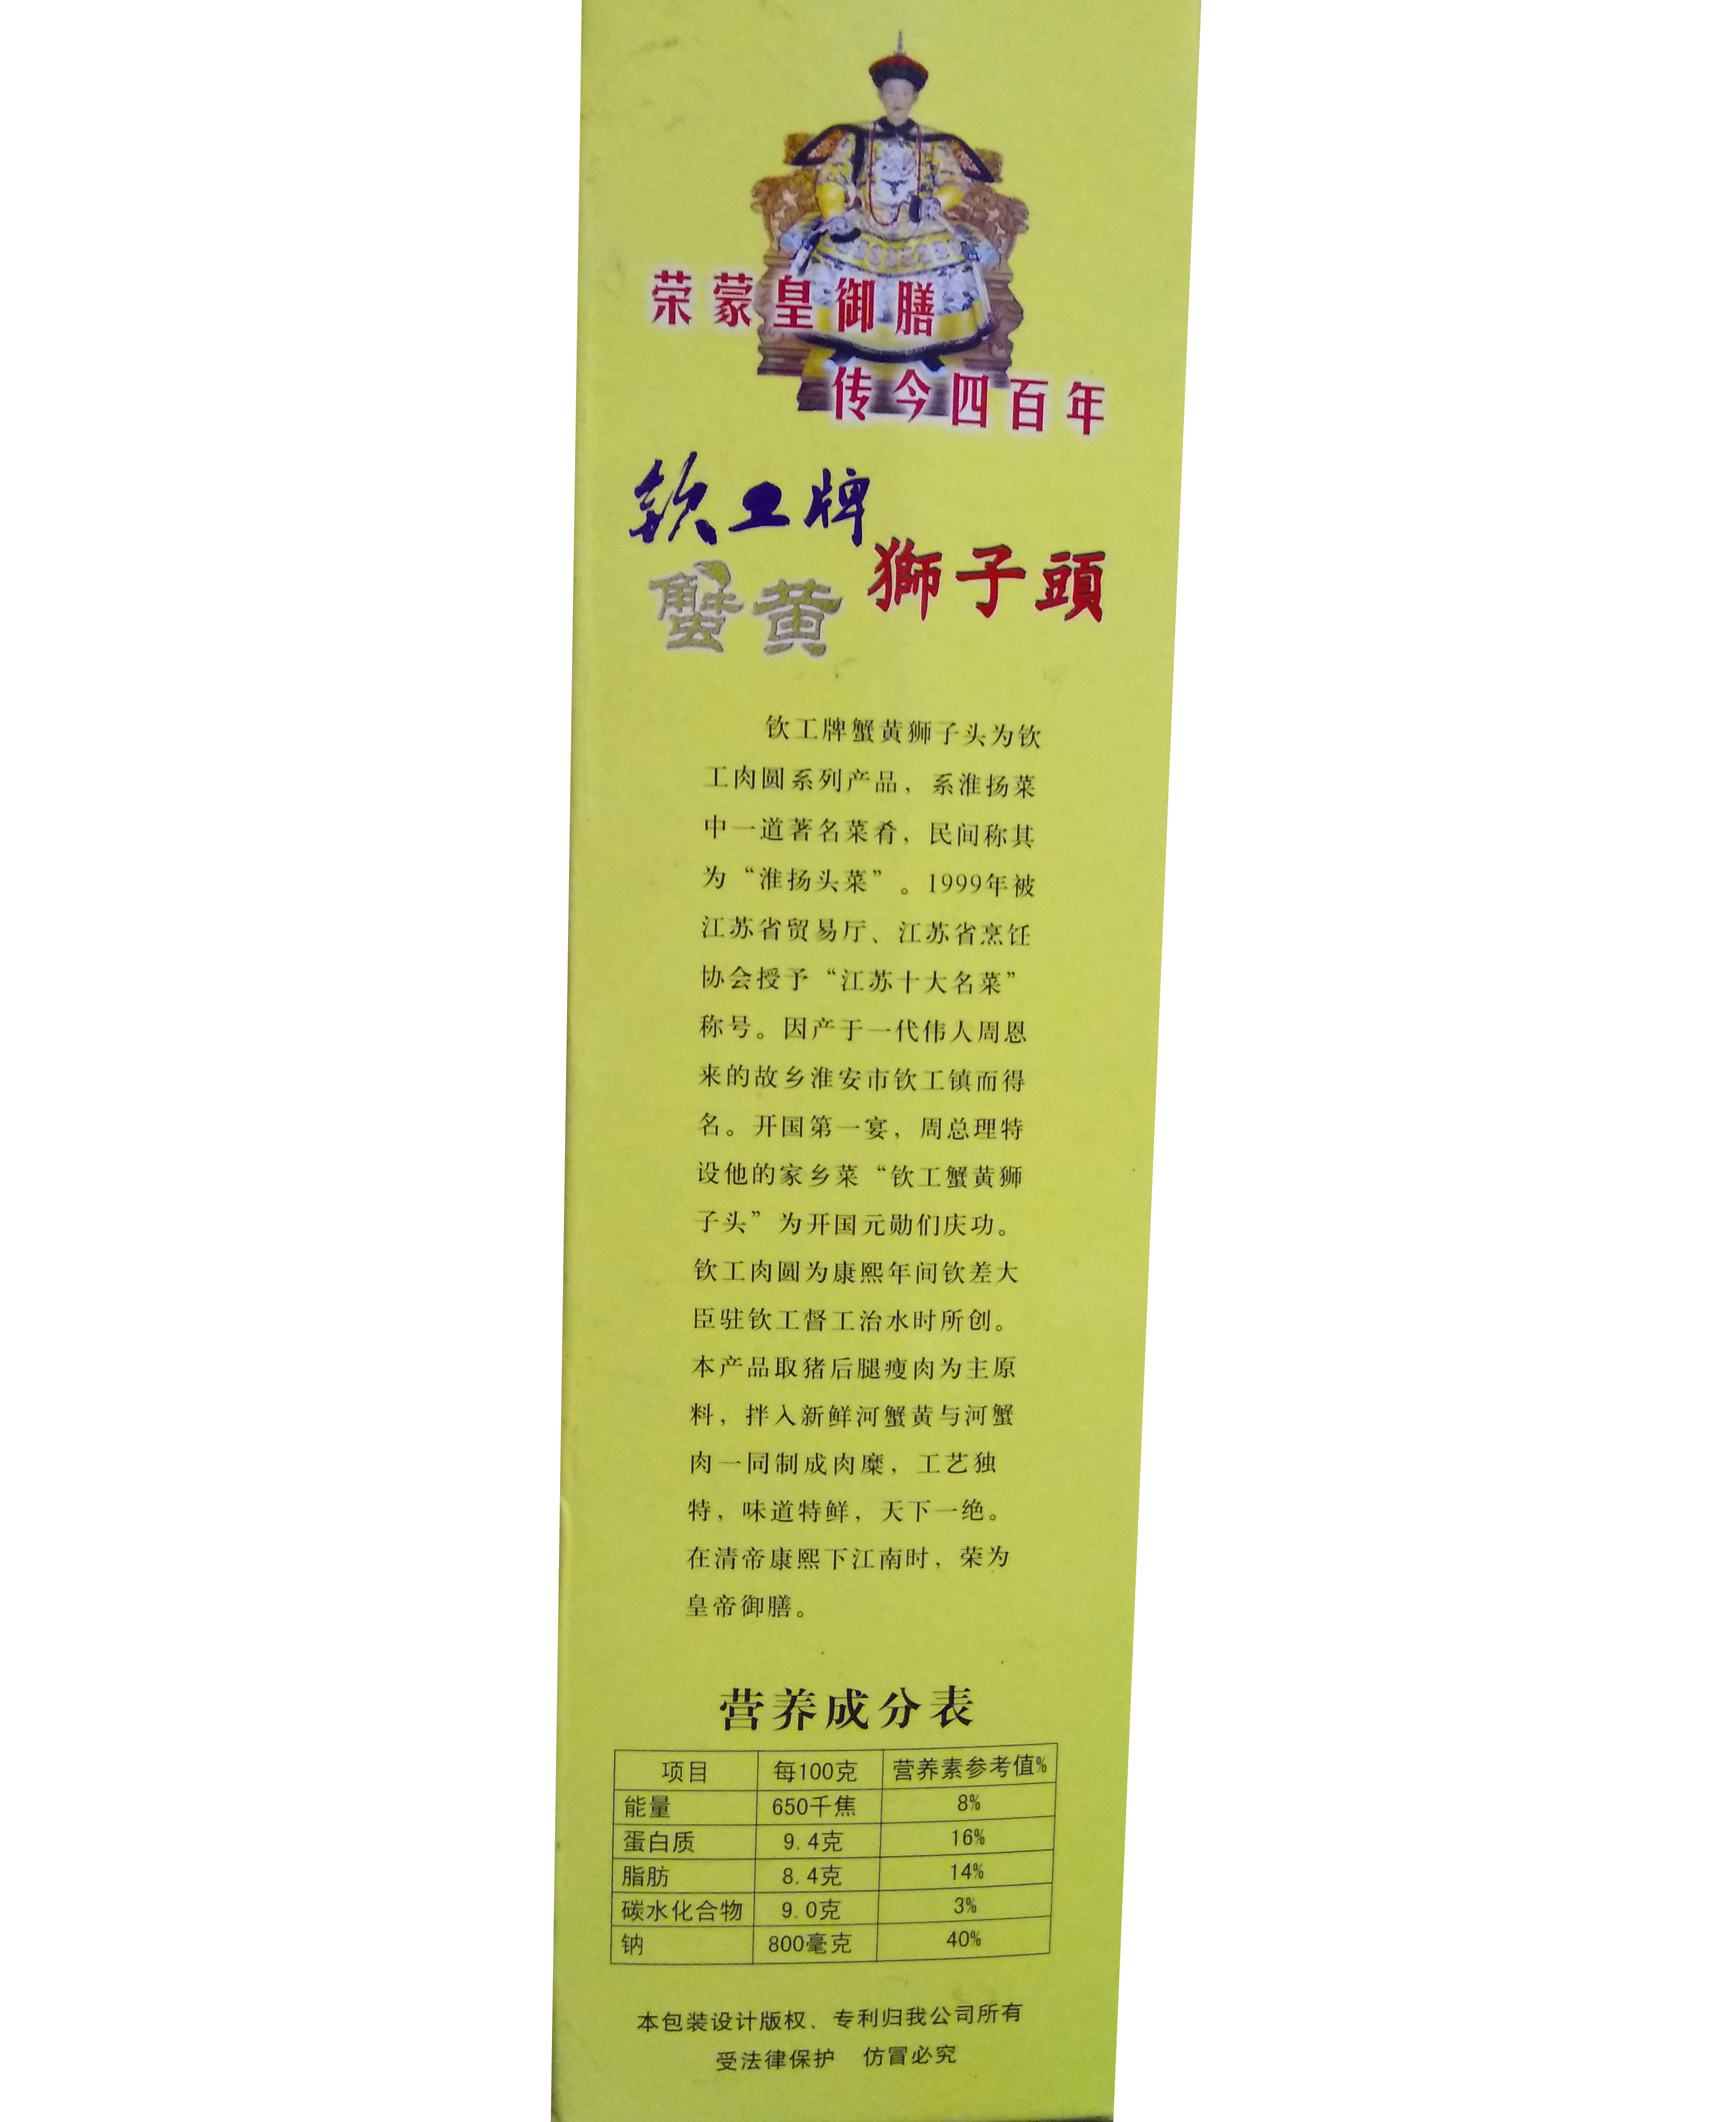 荣蒙皇御膳
传今四百年
钦工牌
蟹黄
獅子頭
钦工牌蟹黄狮子头为钦
工肉圆系列产品，系淮扬菜
中一道著名菜肴，民间称其
为“淮扬头菜”。1999年被
江苏省贸易厅、江苏省烹饪
协会授予“江苏十大名菜”
称号。因产于一代伟人周恩
来的故乡淮安市钦工镇而得
名。开国第一宴，周总理特
设他的家乡菜“钦工蟹黄狮
子头”为开国元勋们庆功。
钦工肉圆为康熙年间钦差大
臣驻钦工督工治水时所创。
本产品取猪后腿瘦肉为主原
料，拌入新鲜河蟹黄与河蟹
肉一同制成肉糜，工艺独
特，味道特鲜，天下一绝。
在清帝康熙下江南时，荣为
皇帝御膳。
营养成分表
项目 每100克 营养素参考值%
能量 650千焦 8%
蛋白质 9.4克 16%
脂肪 8.4克 14%
碳水化合物 9.0克 3%
钠 800毫克 40%
本包装设计版权、专利归我公司所有
受法律保护 仿冒必究